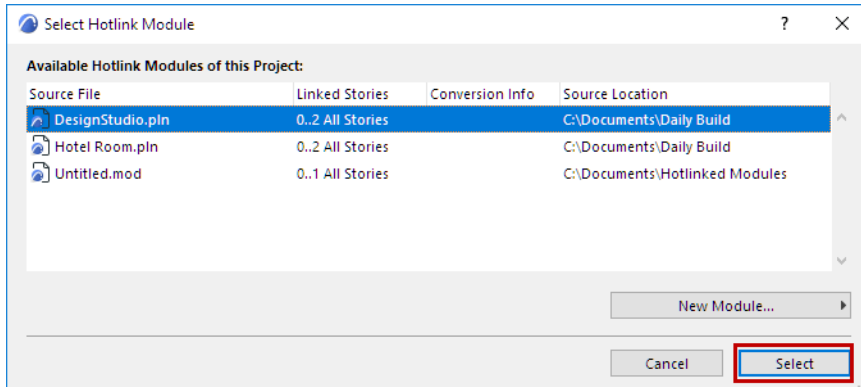 Select Hotlink Module ?
Available Hotlink Modules of this Project:
Source File Linked Stories Conversion Info Source Location
DesignStudio.pln 0..2 All Stories C:\Documents\Daily Build
Hotel Room.pln 0..2 All Stories C:\Documents\Daily Build
Untitled.mod 0..1 All Stories C:\Documents\Hotlinked Modules
New Module...
Cancel Select